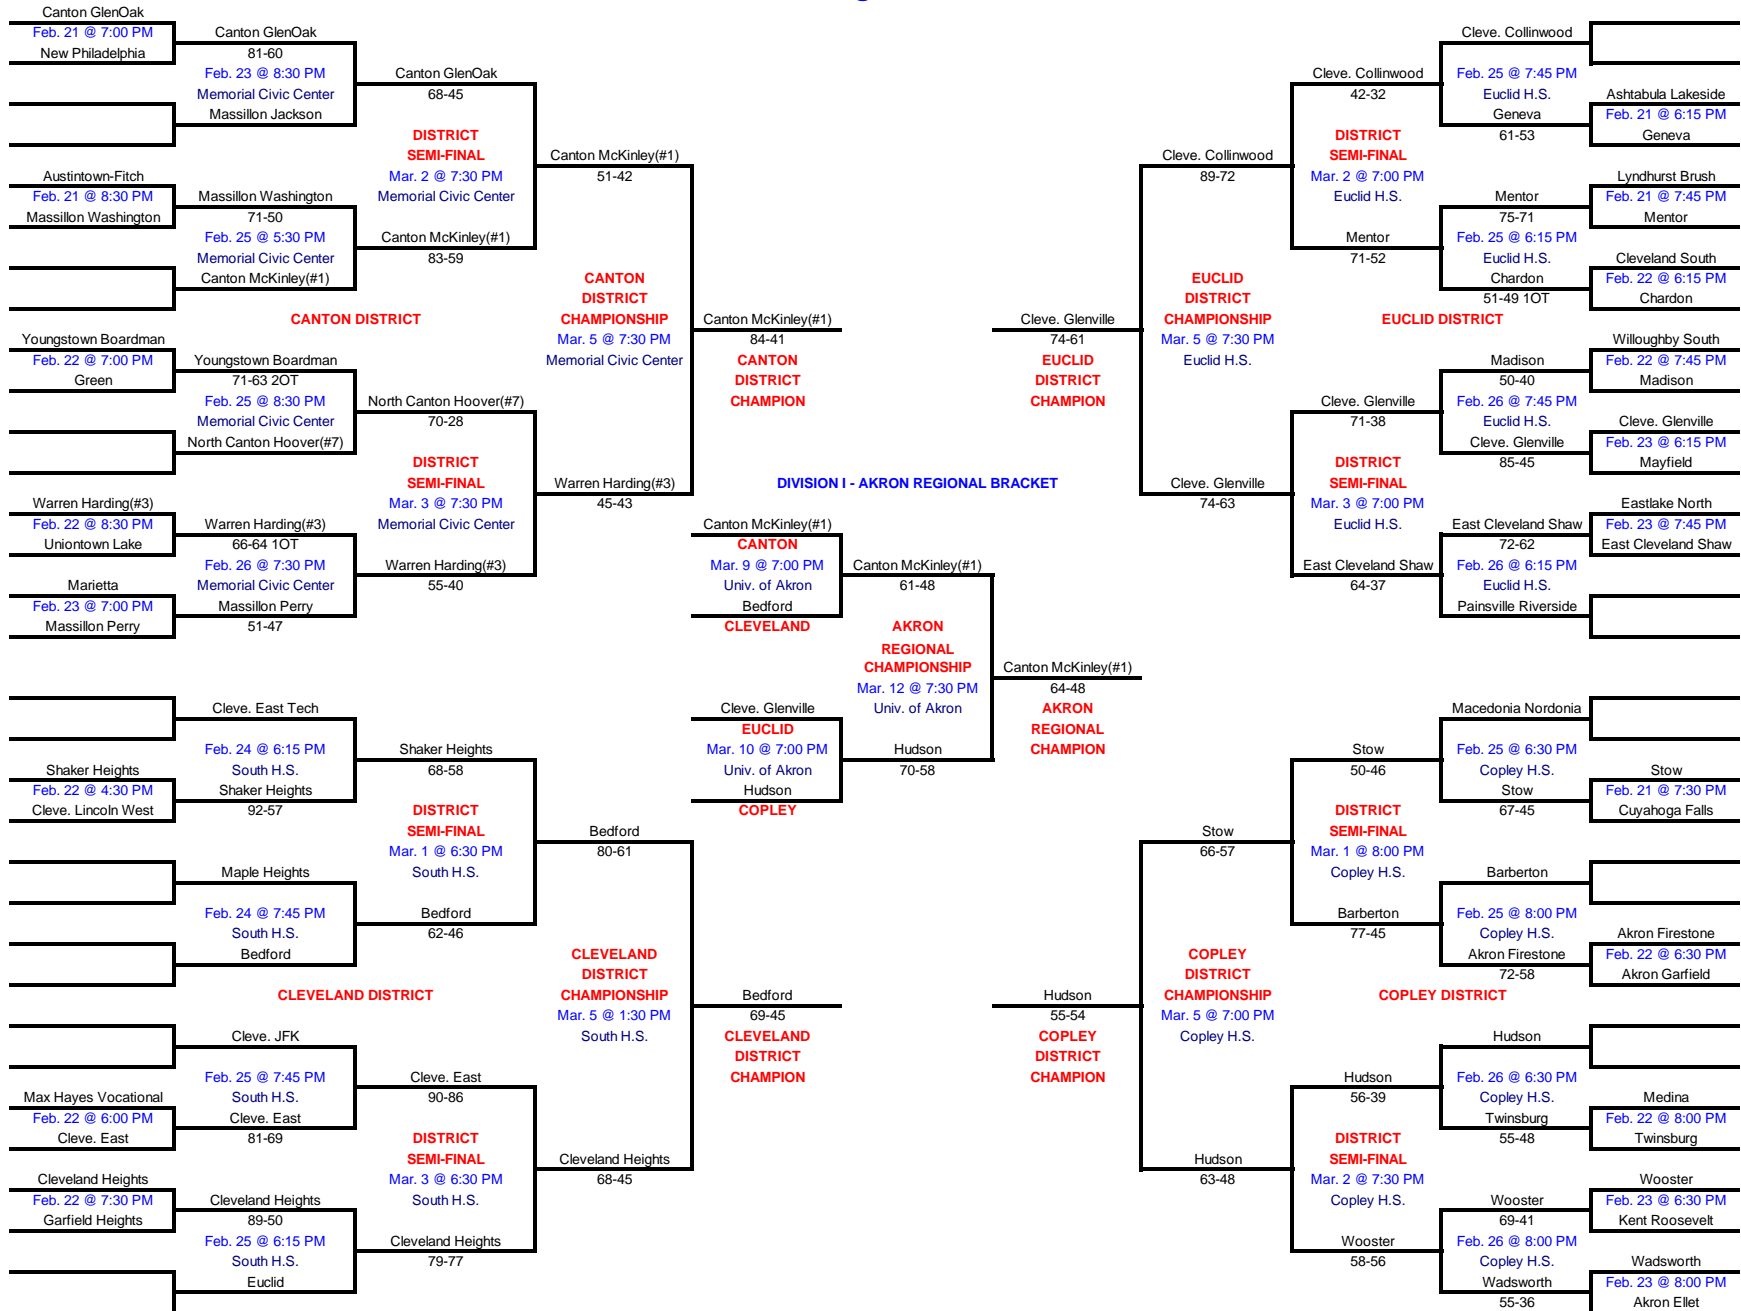 Canton GlenOak
Feb. 21 @ 7:00 PM
New Philadelphia
Austintown-Fitch
Feb. 21 @ 8:30 PM
Massillon Washington
Youngstown Boardman
Feb. 22 @ 7:00 PM
Green
Warren Harding(#3)
Feb. 22 @ 8:30 PM
Uniontown Lake
Marietta
Feb. 23 @ 7:00 PM
Massillon Perry
Canton GlenOak
81-60
Feb. 23 @ 8:30 PM
Memorial Civic Center
Massillon Jackson
Massillon Washington
71-50
Feb. 25 @ 5:30 PM
Memorial Civic Center
Canton McKinley(#1)
CANTON DISTRICT
Youngstown Boardman
71-63 2OT
Feb. 25 @ 8:30 PM
Memorial Civic Center
North Canton Hoover(#7)
Warren Harding(#3)
66-64 1OT
Feb. 26 @ 7:30 PM
Memorial Civic Center
Massillon Perry
51-47
Canton GlenOak
68-45
DISTRICT
SEMI-FINAL
Mar. 2 @ 7:30 PM
Memorial Civic Center
Canton McKinley(#1)
83-59
North Canton Hoover(#7)
70-28
DISTRICT
SEMI-FINAL
Mar. 3 @ 7:30 PM
Memorial Civic Center
Warren Harding(#3)
55-40
Canton McKinley(#1)
51-42
CANTON
DISTRICT
CHAMPIONSHIP
Mar. 5 @ 7:30 PM
Memorial Civic Center
Warren Harding(#3)
45-43
Canton McKinley(#1)
84-41
CANTON
DISTRICT
CHAMPION
Cleve. Collinwood
Feb. 25 @ 7:45 PM
Euclid H.S.
Geneva
61-53
Ashtabula Lakeside
Feb. 21 @ 6:15 PM
Geneva
Lyndhurst Brush
Feb. 21 @ 7:45 PM
Mentor
Cleveland South
Feb. 22 @ 6:15 PM
Chardon
Willoughby South
Feb. 22 @ 7:45 PM
Madison
Cleve. Glenville
Feb. 23 @ 6:15 PM
Mayfield
Eastlake North
Feb. 23 @ 7:45 PM
East Cleveland Shaw
Mentor
75-71
Feb. 25 @ 6:15 PM
Euclid H.S.
Chardon
51-49 1OT
EUCLID DISTRICT
Madison
50-40
Feb. 26 @ 7:45 PM
Euclid H.S.
Cleve. Glenville
85-45
East Cleveland Shaw
72-62
Feb. 26 @ 6:15 PM
Euclid H.S.
Painsville Riverside
Cleve. Collinwood
42-32
DISTRICT
SEMI-FINAL
Mar. 2 @ 7:00 PM
Euclid H.S.
Mentor
71-52
Cleve. Glenville
71-38
DISTRICT
SEMI-FINAL
Mar. 3 @ 7:00 PM
Euclid H.S.
East Cleveland Shaw
64-37
Cleve. Collinwood
89-72
EUCLID
DISTRICT
CHAMPIONSHIP
Mar. 5 @ 7:30 PM
Euclid H.S.
Cleve. Glenville
74-63
Cleve. Glenville
74-61
EUCLID
DISTRICT
CHAMPION
DIVISION I - AKRON REGIONAL BRACKET
Canton McKinley(#1)
CANTON
Mar. 9 @ 7:00 PM
Univ. of Akron
Bedford
CLEVELAND
Canton McKinley(#1)
61-48
AKRON
REGIONAL
CHAMPIONSHIP
Mar. 12 @ 7:30 PM
Univ. of Akron
Hudson
70-58
Cleve. Glenville
EUCLID
Mar. 10 @ 7:00 PM
Univ. of Akron
Hudson
COPLEY
Canton McKinley(#1)
64-48
AKRON
REGIONAL
CHAMPION
Shaker Heights
Feb. 22 @ 4:30 PM
Cleve. Lincoln West
Max Hayes Vocational
Feb. 22 @ 6:00 PM
Cleve. East
Cleveland Heights
Feb. 22 @ 7:30 PM
Garfield Heights
Cleve. East Tech
Feb. 24 @ 6:15 PM
South H.S.
Shaker Heights
92-57
Maple Heights
Feb. 24 @ 7:45 PM
South H.S.
Bedford
CLEVELAND DISTRICT
Cleve. JFK
Feb. 25 @ 7:45 PM
South H.S.
Cleve. East
81-69
Cleveland Heights
89-50
Feb. 25 @ 6:15 PM
South H.S.
Euclid
Shaker Heights
68-58
DISTRICT
SEMI-FINAL
Mar. 1 @ 6:30 PM
South H.S.
Bedford
62-46
Cleve. East
90-86
DISTRICT
SEMI-FINAL
Mar. 3 @ 6:30 PM
South H.S.
Cleveland Heights
79-77
Bedford
80-61
CLEVELAND
DISTRICT
CHAMPIONSHIP
Mar. 5 @ 1:30 PM
South H.S.
Cleveland Heights
68-45
Bedford
69-45
CLEVELAND
DISTRICT
CHAMPION
Macedonia Nordonia
Feb. 25 @ 6:30 PM
Copley H.S.
Stow
67-45
Stow
Feb. 21 @ 7:30 PM
Cuyahoga Falls
Akron Firestone
Feb. 22 @ 6:30 PM
Akron Garfield
Medina
Feb. 22 @ 8:00 PM
Twinsburg
Wooster
Feb. 23 @ 6:30 PM
Kent Roosevelt
Wadsworth
Feb. 23 @ 8:00 PM
Akron Ellet
Barberton
Feb. 25 @ 8:00 PM
Copley H.S.
Akron Firestone
72-58
COPLEY DISTRICT
Hudson
Feb. 26 @ 6:30 PM
Copley H.S.
Twinsburg
55-48
Wooster
69-41
Feb. 26 @ 8:00 PM
Copley H.S.
Wadsworth
55-36
Stow
50-46
DISTRICT
SEMI-FINAL
Mar. 1 @ 8:00 PM
Copley H.S.
Barberton
77-45
Hudson
56-39
DISTRICT
SEMI-FINAL
Mar. 2 @ 7:30 PM
Copley H.S.
Wooster
58-56
Stow
66-57
COPLEY
DISTRICT
CHAMPIONSHIP
Mar. 5 @ 7:00 PM
Copley H.S.
Hudson
63-48
Hudson
55-54
COPLEY
DISTRICT
CHAMPION